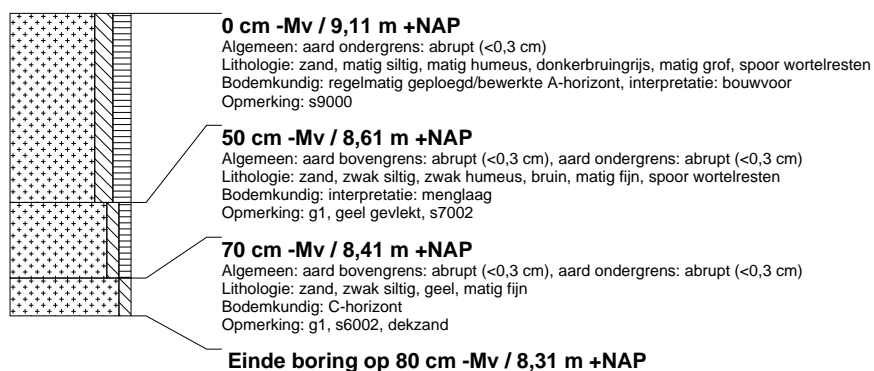 0 cm -Mv / 9,11 m +NAP
Algemeen: aard ondergrens: abrupt (<0,3 cm)
Lithologie: zand, matig siltig, matig humeus, donkerbruingrijs, matig grof, spoor wortelresten
Bodemkundig: regelmatig geploegd/bewerkte A-horizont, interpretatie: bouwvoor
Opmerking: s9000
50 cm -Mv / 8,61 m +NAP
Algemeen: aard bovengrens: abrupt (<0,3 cm), aard ondergrens: abrupt (<0,3 cm)
Lithologie: zand, zwak siltig, zwak humeus, bruin, matig fijn, spoor wortelresten
Bodemkundig: interpretatie: menglaag
Opmerking: g1, geel gevlekt, s7002
70 cm -Mv / 8,41 m +NAP
Algemeen: aard bovengrens: abrupt (<0,3 cm), aard ondergrens: abrupt (<0,3 cm)
Lithologie: zand, zwak siltig, geel, matig fijn
Bodemkundig: C-horizont
Opmerking: g1, s6002, dekzand
Einde boring op 80 cm -Mv / 8,31 m +NAP